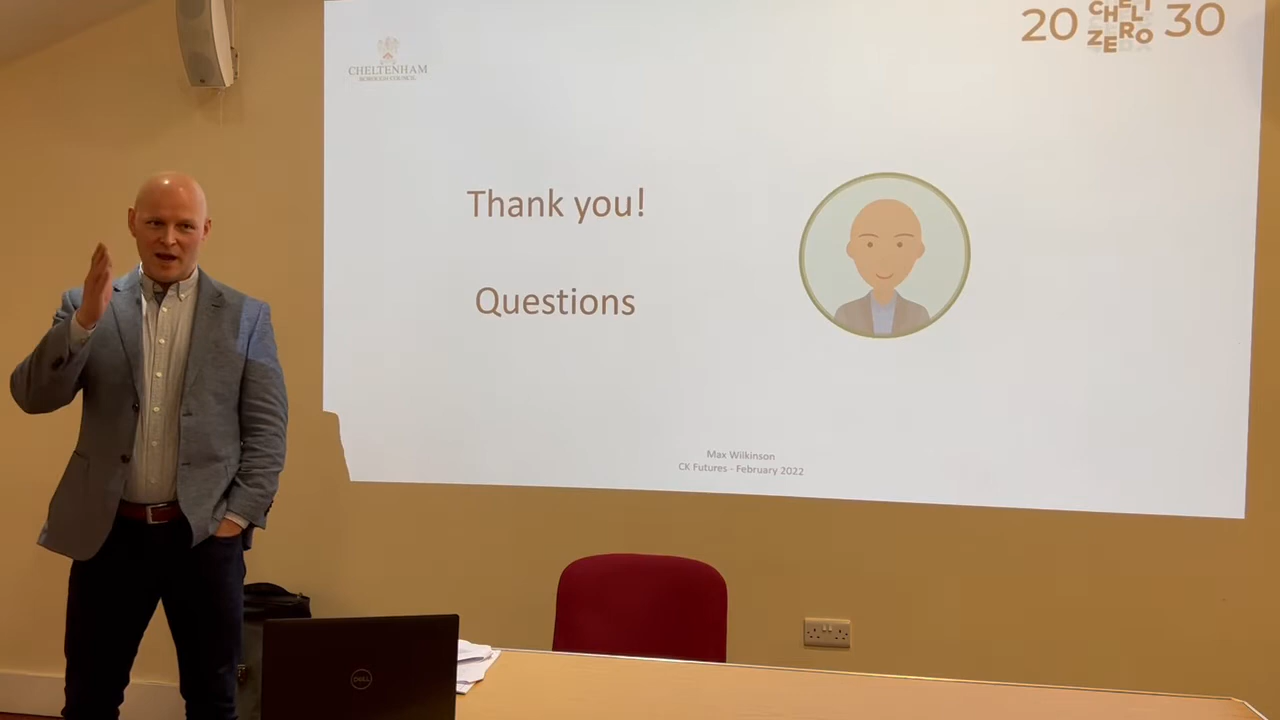 CHELTENHAM
BOROUGH COUNCIL
20 CHELT ZERO 30
Thank you!
Questions
Max Wilkinson
CK Futures - February 2022
DELL